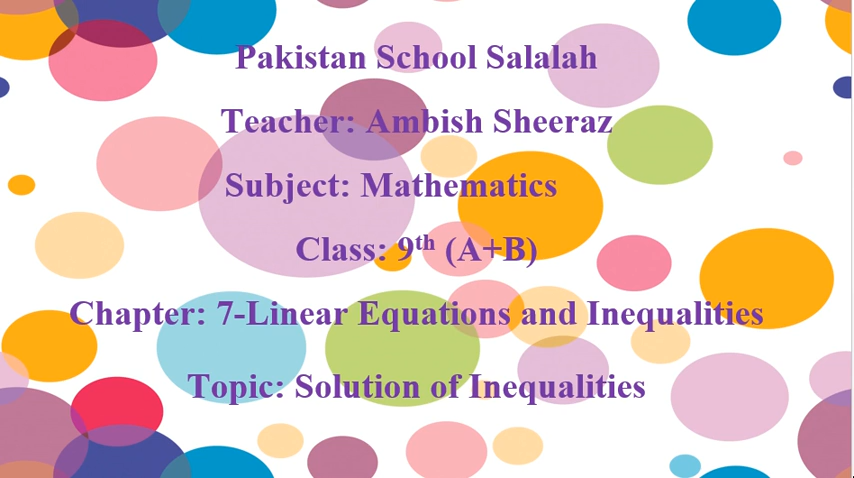 Pakistan School Salalah
Teacher: Ambish Sheeraz
Subject: Mathematics
Class: 9th (A+B)
Chapter: 7-Linear Equations and Inequalities
Topic: Solution of Inequalities